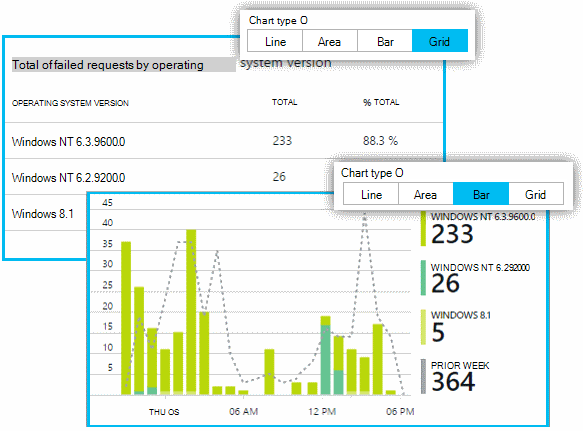 Chart type O
Line Area Bar Grid
Total of failed requests by operating system version
OPERATING SYSTEM VERSION TOTAL % TOTAL
Windows NT 6.3.9600.0 233 88.3 %
Windows NT 6.2.9200.0 26
Windows 8.1
Chart type O
Line Area Bar Grid
45
40
35
30
25
20
15
10
5
THU OS 06 AM 12 PM 06 PM
WINDOWS NT 6.3.9600.0
233
WINDOWS NT 6.292000
26
WINDOWS 8.1
5
PRIOR WEEK
364